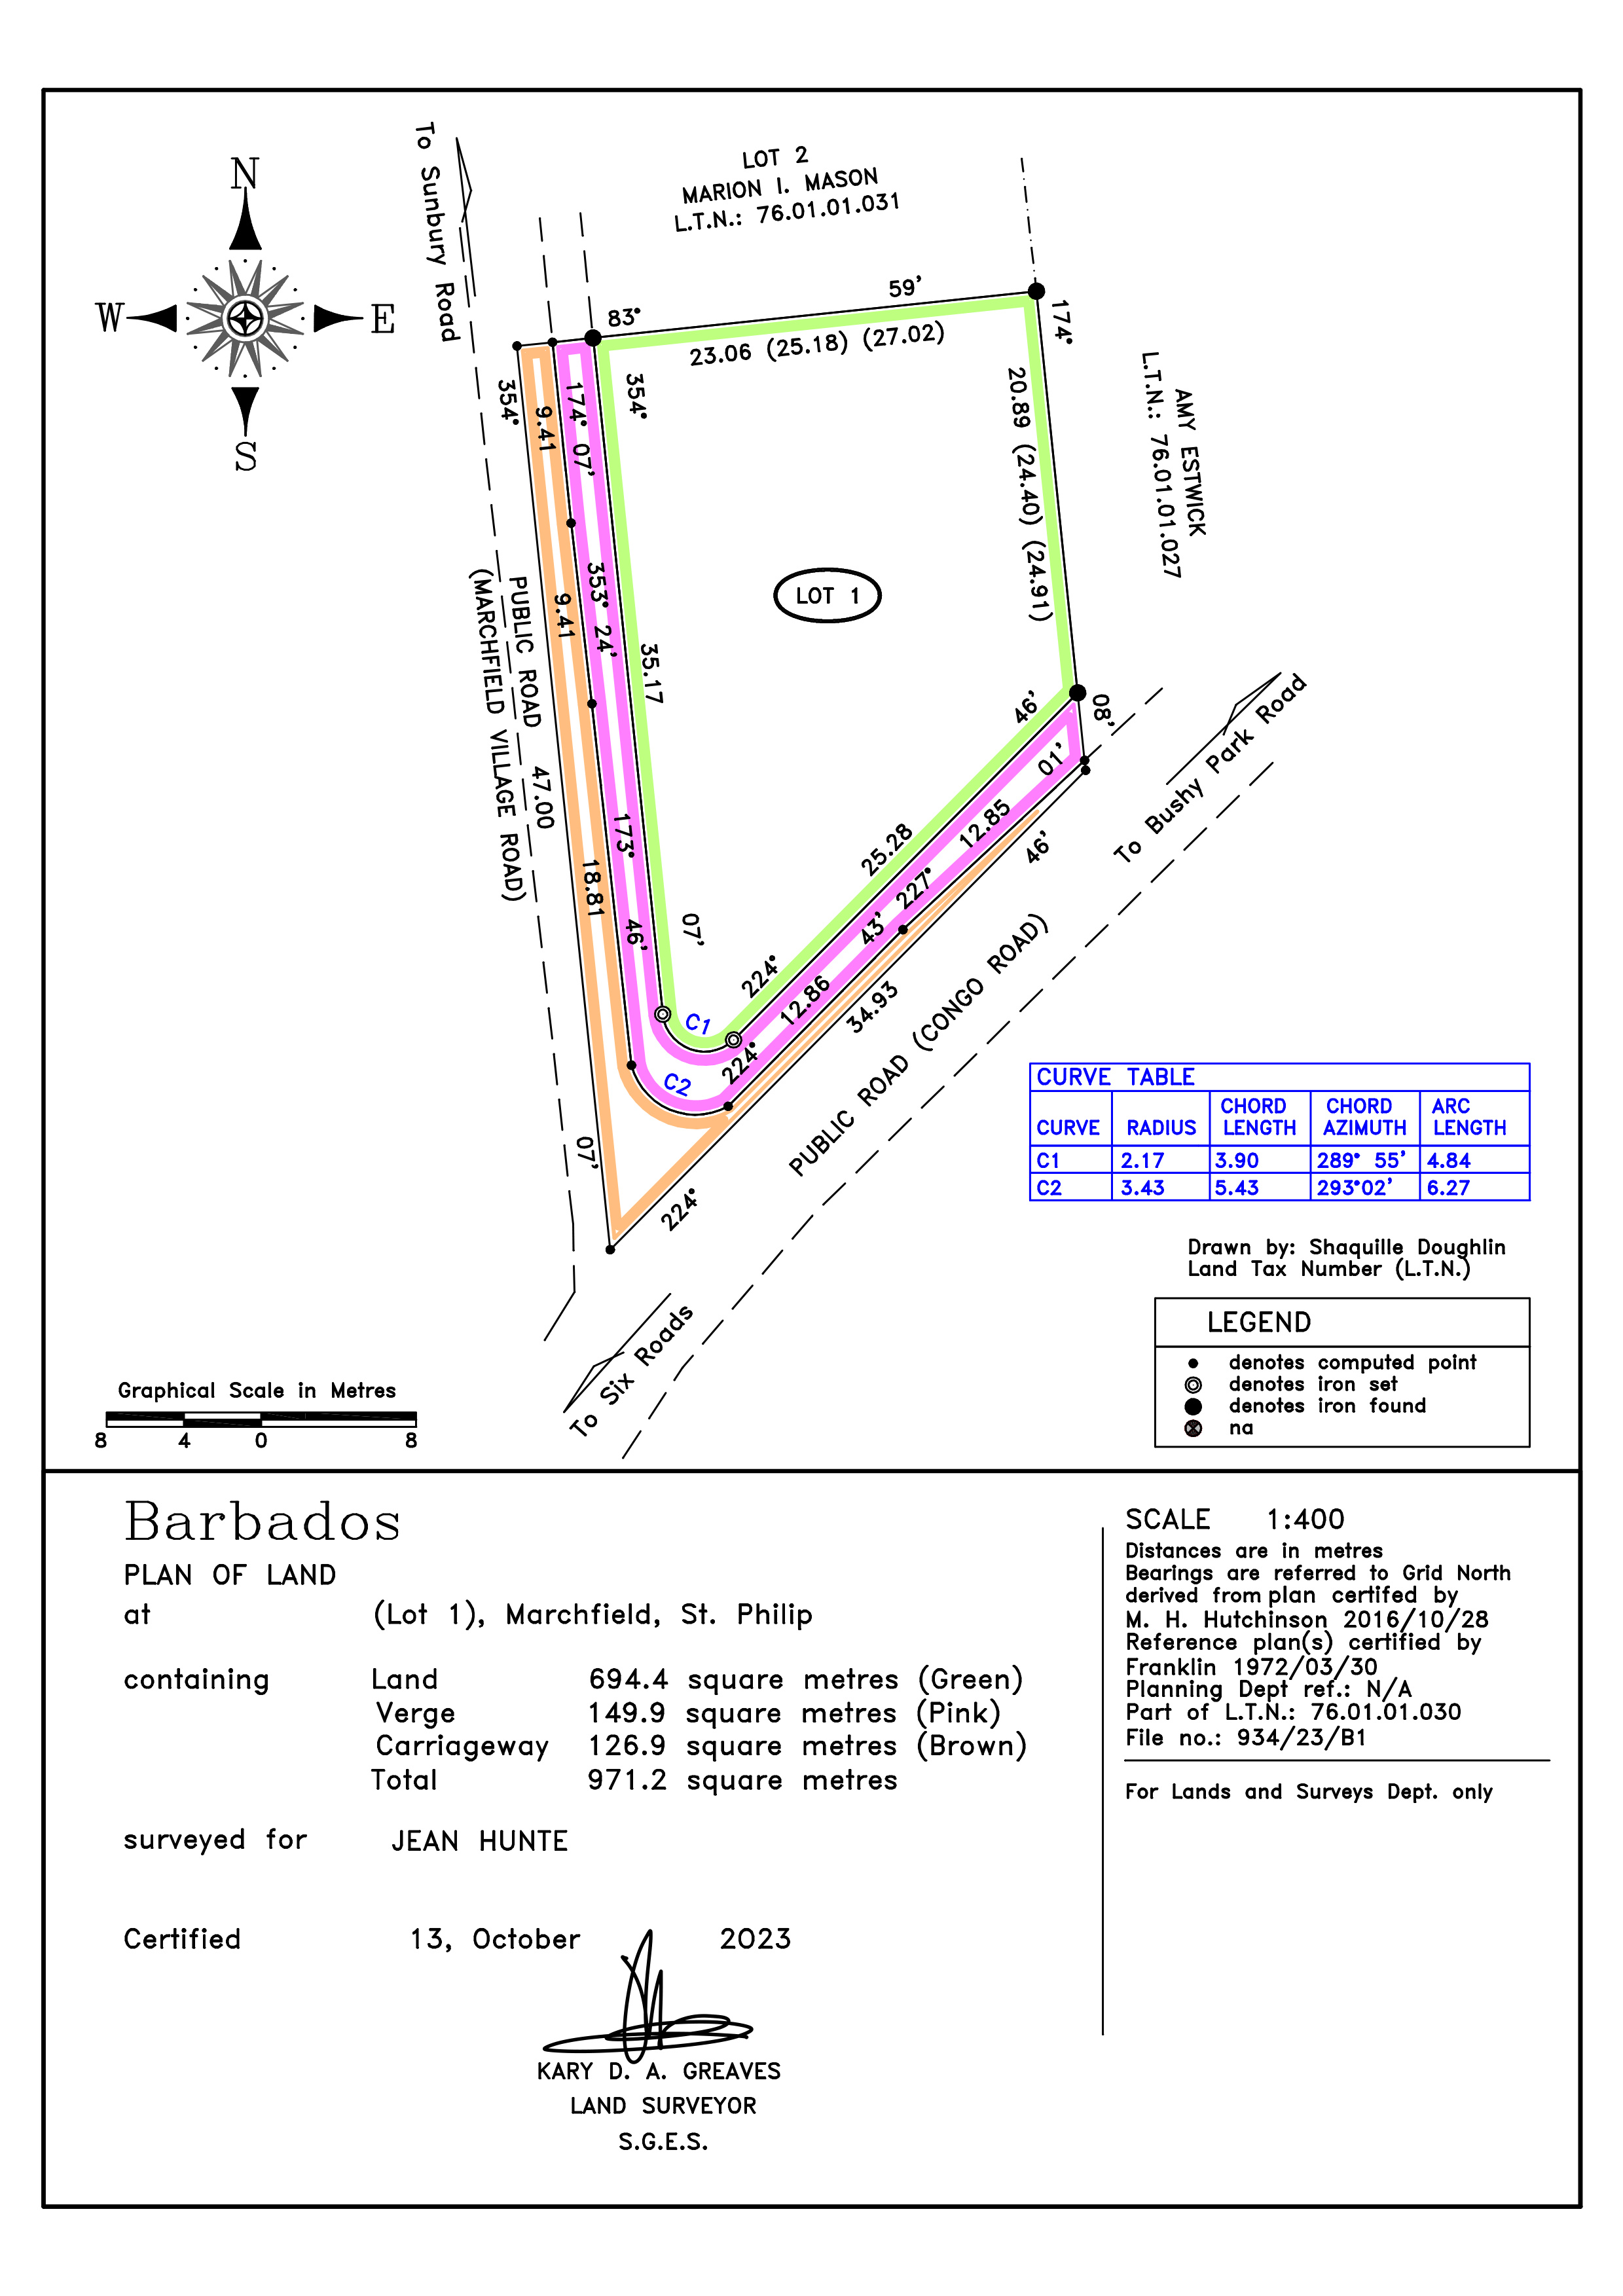 N
W
E
S
To Sunbury Road
LOT 2
MARION I. MASON
L.T.N.: 76.01.01.031
83°
59'
23.06 (25.18) (27.02)
174°
20.89 (24.40) (24.91)
08'
AMY ESTWICK
L.T.N.: 76.01.01.027
354°
9.41
174° 07'
354°
9.41
353° 24'
35.17
LOT 1
PUBLIC ROAD 47.00
(MARCHFIELD VILLAGE ROAD)
18.81
173°
46'
07'
07'
46'
01'
12.85
25.28
227°
43'
224°
12.86
224°
46'
34.93
224°
C1
C2
To Bushy Park Road
PUBLIC ROAD (CONGO ROAD)
To Six Roads
CURVE TABLE
CURVE RADIUS CHORD LENGTH CHORD AZIMUTH ARC LENGTH
C1 2.17 3.90 289° 55' 4.84
C2 3.43 5.43 293°02' 6.27
Drawn by: Shaquille Doughlin
Land Tax Number (L.T.N.)
LEGEND
denotes computed point
denotes iron set
denotes iron found
na
Graphical Scale in Metres
8 4 0 8
Barbados
PLAN OF LAND
at (Lot 1), Marchfield, St. Philip
containing Land 694.4 square metres (Green)
Verge 149.9 square metres (Pink)
Carriageway 126.9 square metres (Brown)
Total 971.2 square metres
surveyed for JEAN HUNTE
Certified 13, October 2023
KARY D. A. GREAVES
LAND SURVEYOR
S.G.E.S.
SCALE 1:400
Distances are in metres
Bearings are referred to Grid North
derived from plan certifed by
M. H. Hutchinson 2016/10/28
Reference plan(s) certified by
Franklin 1972/03/30
Planning Dept ref.: N/A
Part of L.T.N.: 76.01.01.030
File no.: 934/23/B1
For Lands and Surveys Dept. only